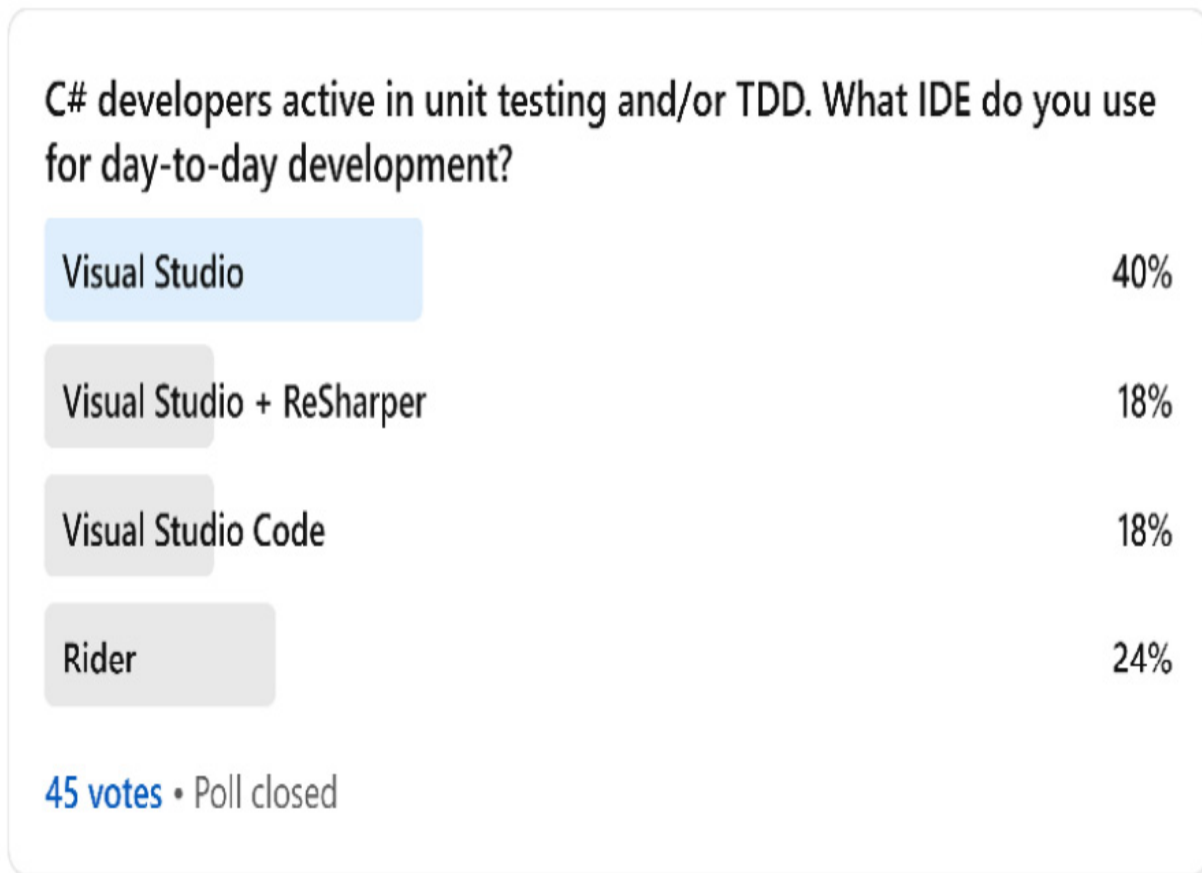 C# developers active in unit testing and/or TDD. What IDE do you use
for day-to-day development?
Visual Studio 40%
Visual Studio + ReSharper 18%
Visual Studio Code 18%
Rider 24%
45 votes • Poll closed